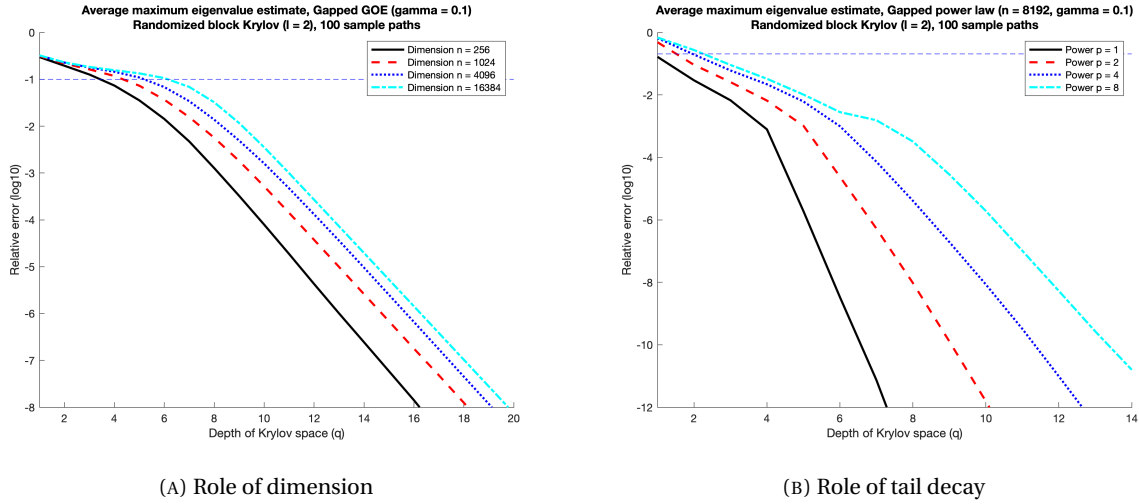 Average maximum eigenvalue estimate, Gapped GOE (gamma = 0.1)
Randomized block Krylov (l = 2), 100 sample paths
0
-1
-2
-3
-4
-5
-6
-7
-8
Relative error (log10)
Dimension n = 256
Dimension n = 1024
Dimension n = 4096
Dimension n = 16384
2 4 6 8 10 12 14 16 18 20
Depth of Krylov space (q)
(A) Role of dimension
Average maximum eigenvalue estimate, Gapped power law (n = 8192, gamma = 0.1)
Randomized block Krylov (l = 2), 100 sample paths
0
-2
-4
-6
-8
-10
-12
Relative error (log10)
Power p = 1
Power p = 2
Power p = 4
Power p = 8
2 4 6 8 10 12 14
Depth of Krylov space (q)
(B) Role of tail decay